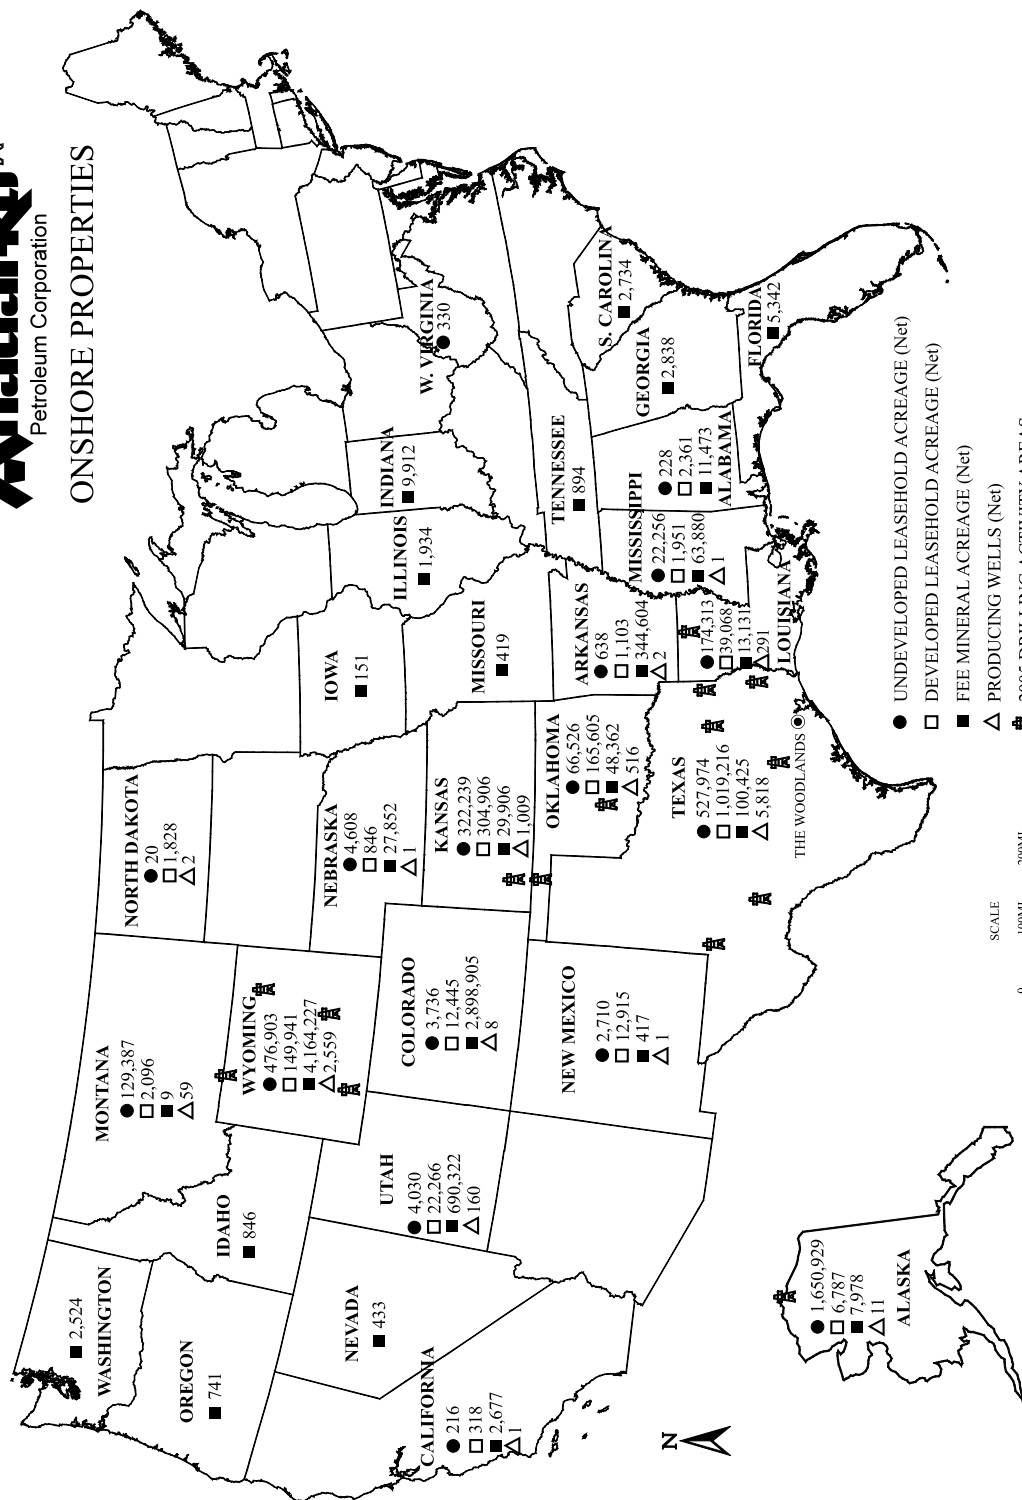 Petroleum Corporation
ONSHORE PROPERTIES
WASHINGTON
■ 2,524
OREGON
■ 741
CALIFORNIA
● 216
□ 318
■ 2,677
△ 1
NEVADA
■ 433
IDAHO
■ 846
MONTANA
● 129,387
□ 2,096
■ 9
△ 59
WYOMING
● 476,903
□ 149,941
■ 4,164,227
△ 2,559
UTAH
● 4,030
□ 22,266
■ 690,322
△ 160
COLORADO
● 3,736
□ 12,445
■ 2,898,905
△ 8
NEW MEXICO
● 2,710
□ 12,915
■ 417
△ 1
NORTH DAKOTA
● 20
□ 1,828
△ 2
NEBRASKA
● 4,608
□ 846
■ 27,852
△ 1
KANSAS
● 322,239
□ 304,906
■ 29,906
△ 1,009
OKLAHOMA
● 66,526
□ 165,605
■ 48,362
△ 516
TEXAS
● 527,974
□ 1,019,216
■ 100,425
△ 5,818
THE WOODLANDS
IOWA
■ 151
MISSOURI
■ 419
ARKANSAS
● 638
□ 1,103
■ 344,604
△ 2
LOUISIANA
● 174,313
□ 39,068
■ 13,131
△ 291
ILLINOIS
■ 1,934
INDIANA
■ 9,912
TENNESSEE
■ 894
MISSISSIPPI
● 22,256
□ 1,951
■ 63,880
△ 1
ALABAMA
● 228
□ 2,361
■ 11,473
W. VIRGINIA
● 330
GEORGIA
■ 2,838
S. CAROLINA
■ 2,734
FLORIDA
■ 5,342
ALASKA
● 1,650,929
□ 6,787
■ 7,978
△ 11
N
● UNDEVELOPED LEASEHOLD ACREAGE (Net)
□ DEVELOPED LEASEHOLD ACREAGE (Net)
■ FEE MINERAL ACREAGE (Net)
△ PRODUCING WELLS (Net)
SCALE